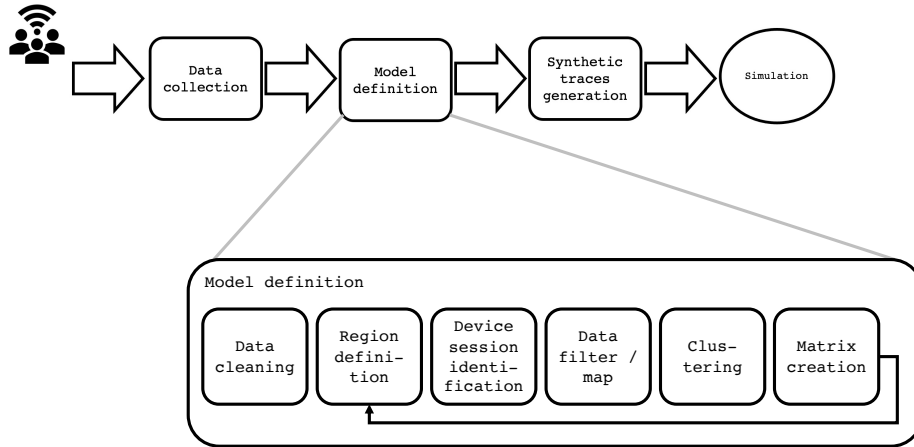 Data
collection
Model
definition
Synthetic
traces
generation
Simulation
Model definition
Data
cleaning
Region
defini-
tion
Device
session
identi-
fication
Data
filter /
map
Clus-
tering
Matrix
creation